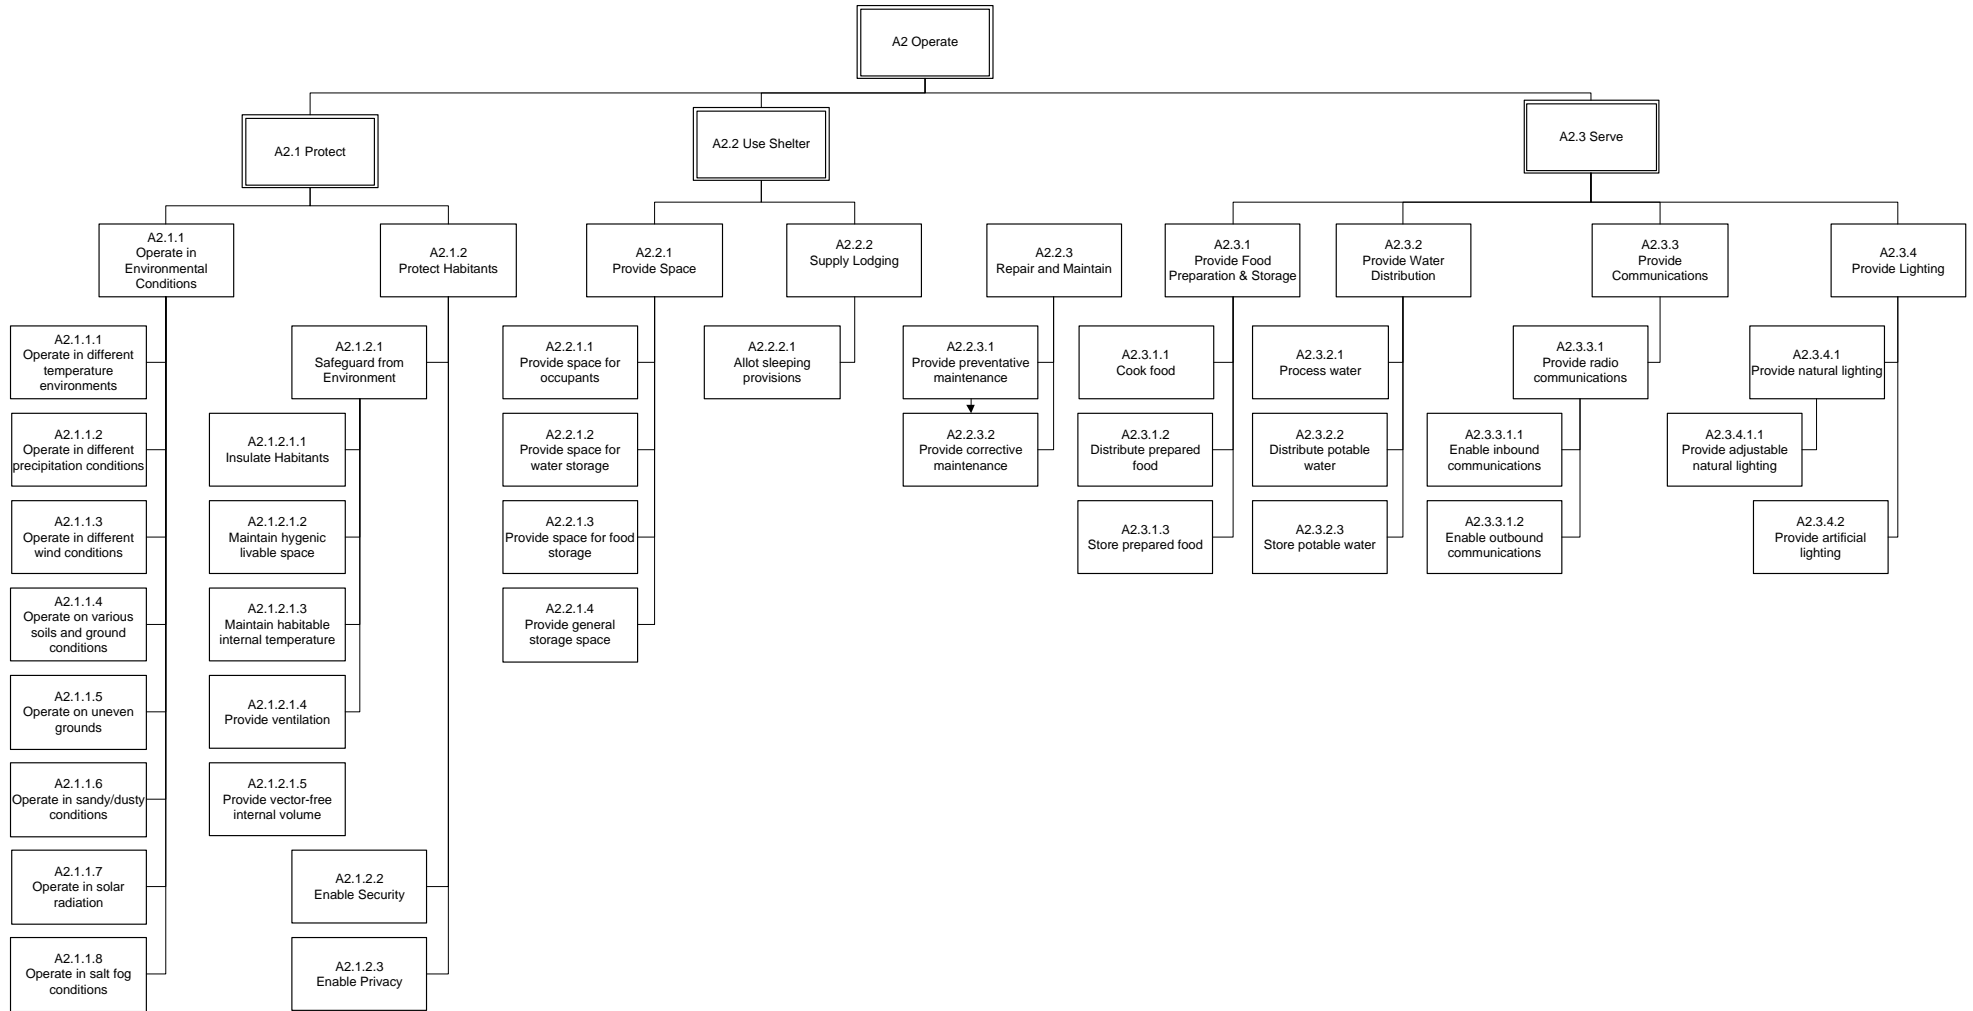 A2 Operate
A2.1 Protect
A2.2 Use Shelter
A2.3 Serve
A2.1.1
Operate in
Environmental
Conditions
A2.1.2
Protect Habitants
A2.2.1
Provide Space
A2.2.2
Supply Lodging
A2.2.3
Repair and Maintain
A2.3.1
Provide Food
Preparation & Storage
A2.3.2
Provide Water
Distribution
A2.3.3
Provide
Communications
A2.3.4
Provide Lighting
A2.1.1.1
Operate in different
temperature
environments
A2.1.2.1
Safeguard from
Environment
A2.2.1.1
Provide space for
occupants
A2.2.2.1
Allot sleeping
provisions
A2.2.3.1
Provide preventative
maintenance
A2.3.1.1
Cook food
A2.3.2.1
Process water
A2.3.3.1
Provide radio
communications
A2.3.4.1
Provide natural lighting
A2.1.1.2
Operate in different
precipitation conditions
A2.1.2.1.1
Insulate Habitants
A2.2.1.2
Provide space for
water storage
A2.2.3.2
Provide corrective
maintenance
A2.3.1.2
Distribute prepared
food
A2.3.2.2
Distribute potable
water
A2.3.3.1.1
Enable inbound
communications
A2.3.4.1.1
Provide adjustable
natural lighting
A2.1.1.3
Operate in different
wind conditions
A2.1.2.1.2
Maintain hygenic
livable space
A2.2.1.3
Provide space for food
storage
A2.3.1.3
Store prepared food
A2.3.2.3
Store potable water
A2.3.3.1.2
Enable outbound
communications
A2.3.4.2
Provide artificial
lighting
A2.1.1.4
Operate on various
soils and ground
conditions
A2.1.2.1.3
Maintain habitable
internal temperature
A2.2.1.4
Provide general
storage space
A2.1.1.5
Operate on uneven
grounds
A2.1.2.1.4
Provide ventilation
A2.1.1.6
Operate in sandy/dusty
conditions
A2.1.2.1.5
Provide vector-free
internal volume
A2.1.1.7
Operate in solar
radiation
A2.1.2.2
Enable Security
A2.1.1.8
Operate in salt fog
conditions
A2.1.2.3
Enable Privacy